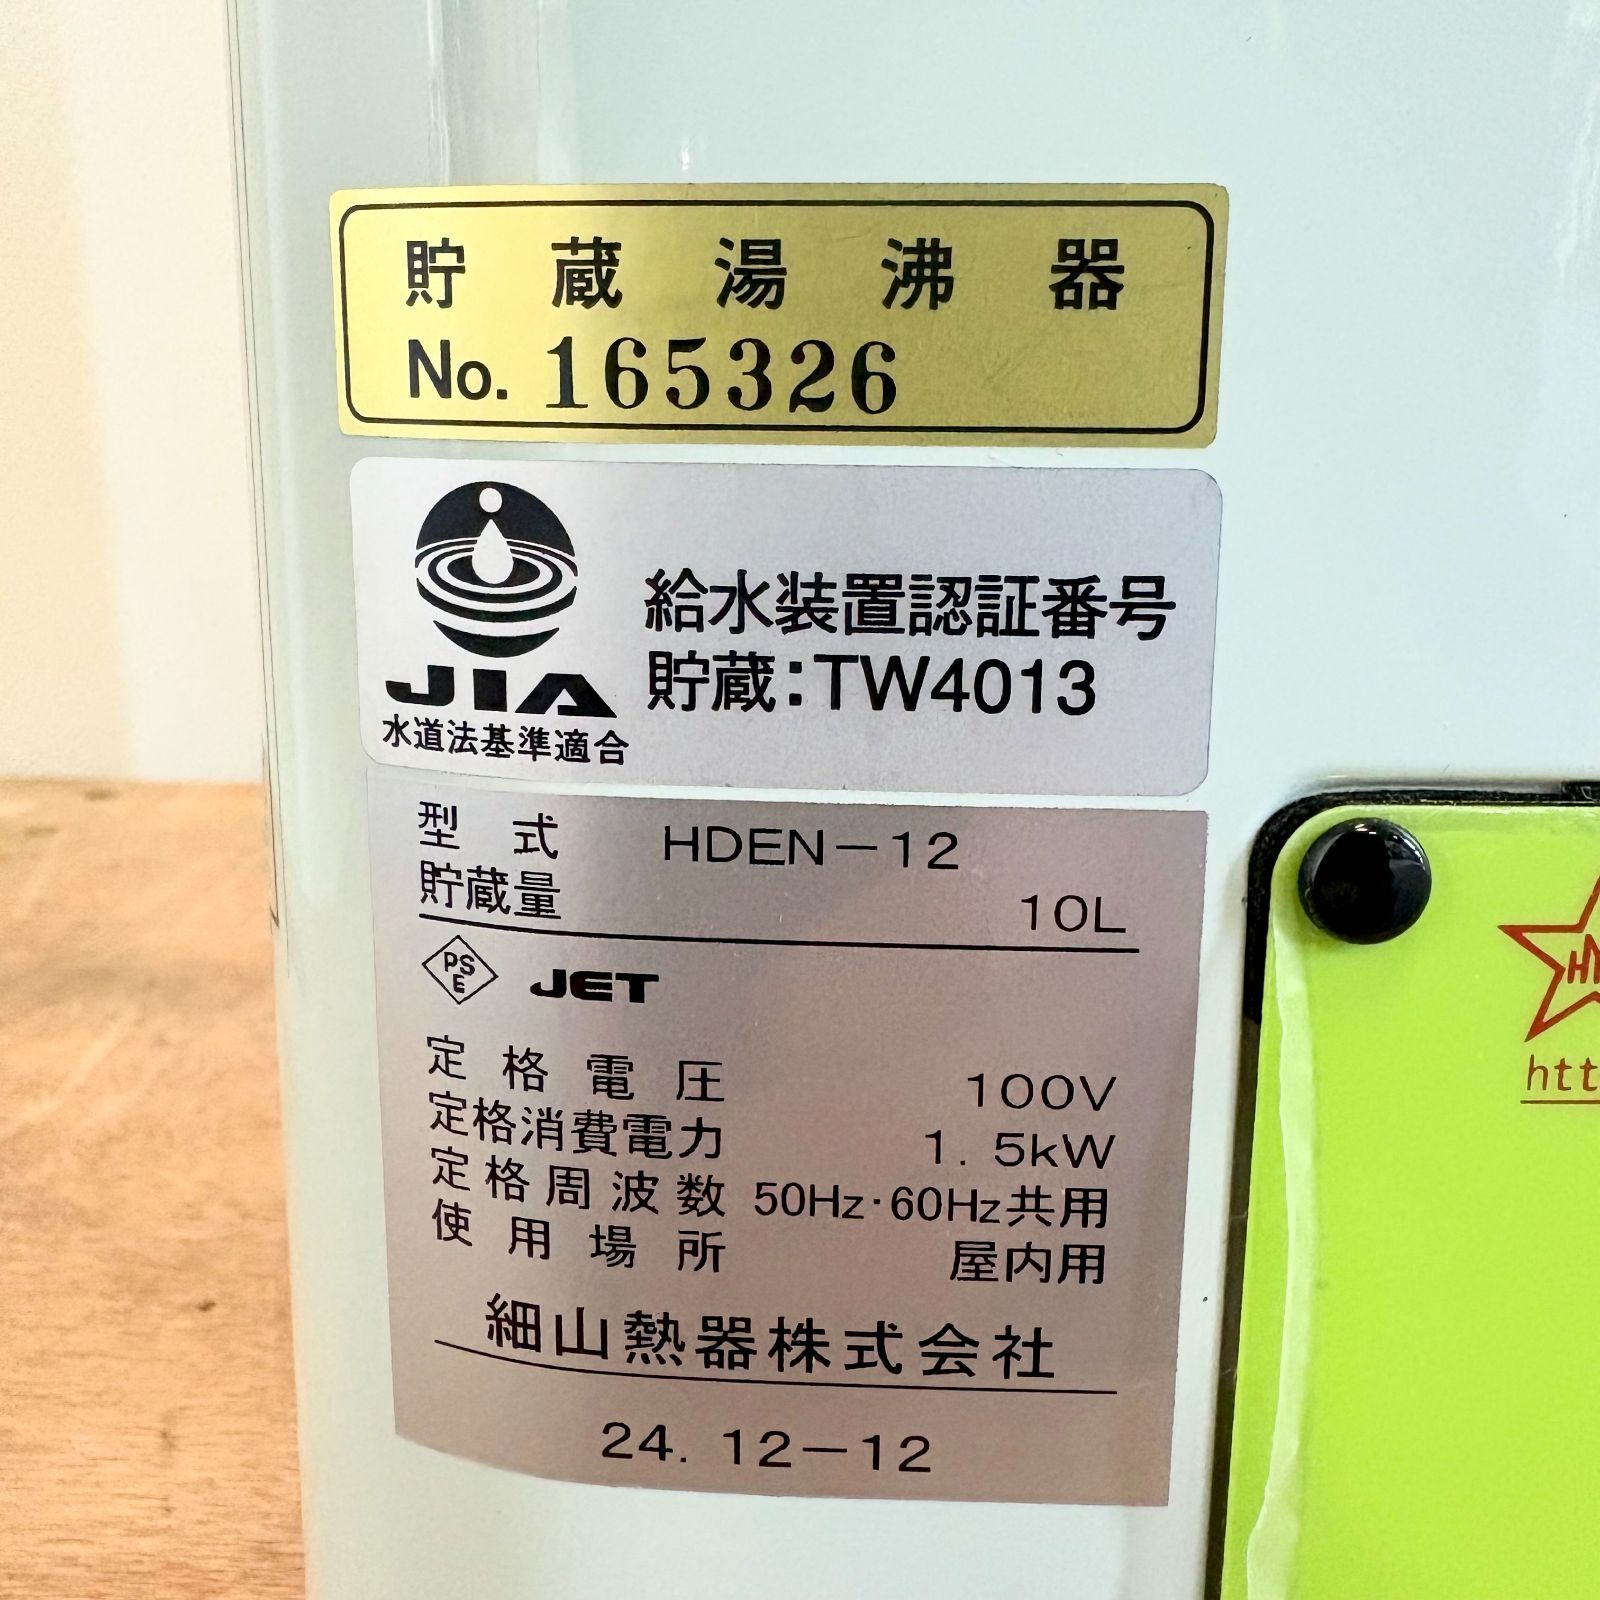 貯蔵湯沸器
No. 165326
JIA
水道法基準適合
給水装置認証番号
貯蔵:TW4013
型式 HDEN-12
貯蔵量 10L
PSE JET
定格電圧 100V
定格消費電力 1.5kW
定格周波数 50Hz・60Hz共用
使用場所 屋内用
細山熱器株式会社
24. 12-12